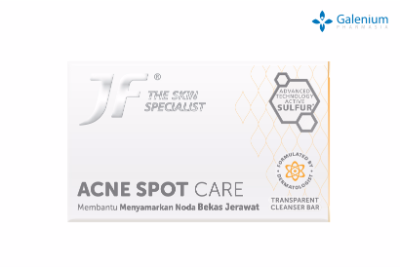 Galenium
PHARMASIA
JF®
THE SKIN
SPECIALIST
ADVANCED
TECHNOLOGY
ACTIVE
SULFUR
FORMULATED BY
DERMATOLOGIST
ACNE SPOT CARE
Membantu Menyamarkan Noda Bekas Jerawat
TRANSPARENT
CLEANSER BAR